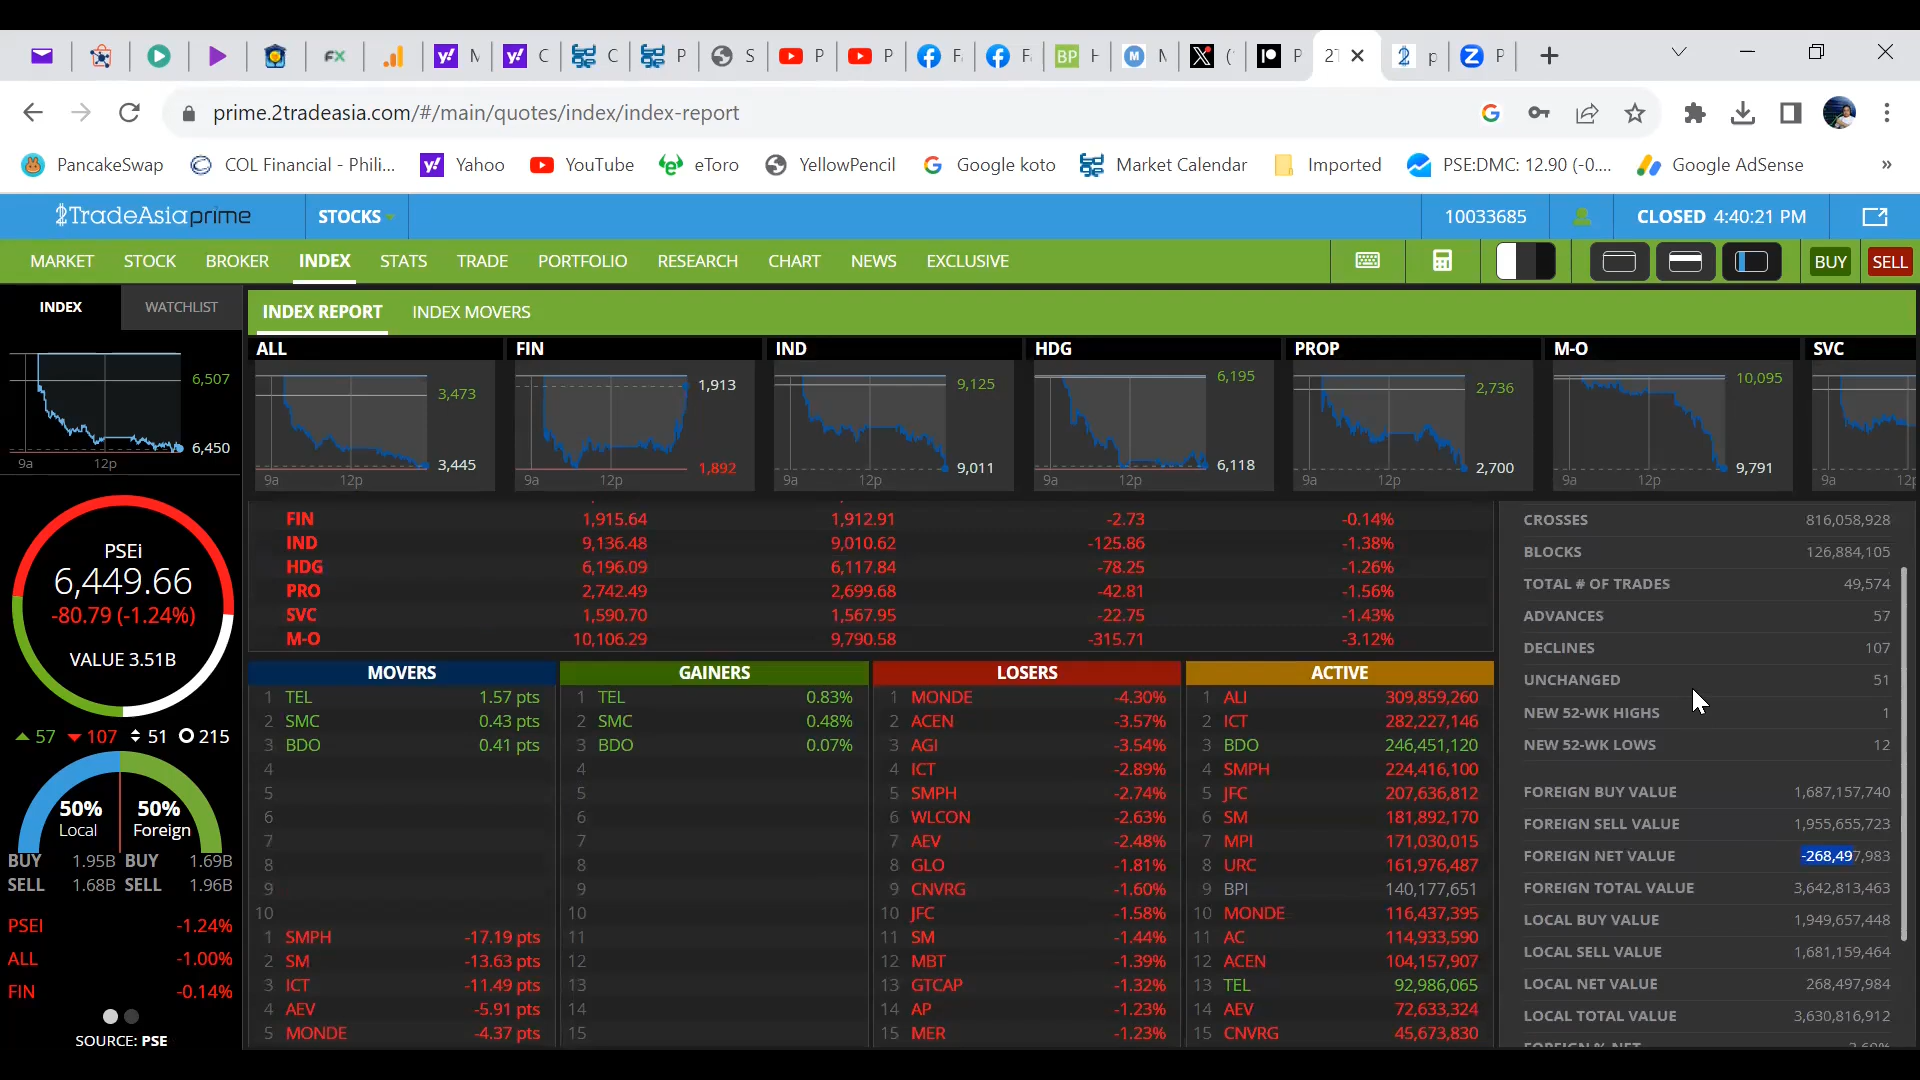 M
C
C
P
S
P
P
F
F
BP
H
M
M
(
P
21
p
P
prime.2tradeasia.com/#/main/quotes/index/index-report
PancakeSwap COL Financial - Phili... Yahoo YouTube eToro YellowPencil Google koto Market Calendar Imported PSE:DMC: 12.90 (-0.... Google AdSense »
2TradeAsiaprime STOCKS 10033685 CLOSED 4:40:21 PM
MARKET STOCK BROKER INDEX STATS TRADE PORTFOLIO RESEARCH CHART NEWS EXCLUSIVE BUY SELL
INDEX WATCHLIST
6,507
6,450
9a 12p
PSEi
6,449.66
-80.79 (-1.24%)
VALUE 3.51B
57 107 51 215
50% 50%
Local Foreign
BUY 1.95B BUY 1.69B
SELL 1.68B SELL 1.96B
PSEI -1.24%
ALL -1.00%
FIN -0.14%
SOURCE: PSE
INDEX REPORT INDEX MOVERS
ALL FIN IND HDG PROP M-O SVC
3,473 1,913 9,125 6,195 2,736 10,095
3,445 1,892 9,011 6,118 2,700 9,791
9a 12p 9a 12p 9a 12p 9a 12p 9a 12p 9a 12p 9a 12p
FIN 1,915.64 1,912.91 -2.73 -0.14%
IND 9,136.48 9,010.62 -125.86 -1.38%
HDG 6,196.09 6,117.84 -78.25 -1.26%
PRO 2,742.49 2,699.68 -42.81 -1.56%
SVC 1,590.70 1,567.95 -22.75 -1.43%
M-O 10,106.29 9,790.58 -315.71 -3.12%
MOVERS
1 TEL 1.57 pts
2 SMC 0.43 pts
3 BDO 0.41 pts
4
5
6
7
8
9
10
1 SMPH -17.19 pts
2 SM -13.63 pts
3 ICT -11.49 pts
4 AEV -5.91 pts
5 MONDE -4.37 pts
GAINERS
1 TEL 0.83%
2 SMC 0.48%
3 BDO 0.07%
4
5
6
7
8
9
10
11
12
13
14
15
LOSERS
1 MONDE -4.30%
2 ACEN -3.57%
3 AGI -3.54%
4 ICT -2.89%
5 SMPH -2.74%
6 WLCON -2.63%
7 AEV -2.48%
8 GLO -1.81%
9 CNVRG -1.60%
10 JFC -1.58%
11 SM -1.44%
12 MBT -1.39%
13 GTCAP -1.32%
14 AP -1.23%
15 MER -1.23%
ACTIVE
1 ALI 309,859,260
2 ICT 282,227,146
3 BDO 246,451,120
4 SMPH 224,416,100
5 JFC 207,636,812
6 SM 181,892,170
7 MPI 171,030,015
8 URC 161,976,487
9 BPI 140,177,651
10 MONDE 116,437,395
11 AC 114,933,590
12 ACEN 104,157,907
13 TEL 92,986,065
14 AEV 72,633,324
15 CNVRG 45,673,830
CROSSES 816,058,928
BLOCKS 126,884,105
TOTAL # OF TRADES 49,574
ADVANCES 57
DECLINES 107
UNCHANGED 51
NEW 52-WK HIGHS 1
NEW 52-WK LOWS 12
FOREIGN BUY VALUE 1,687,157,740
FOREIGN SELL VALUE 1,955,655,723
FOREIGN NET VALUE -268,497,983
FOREIGN TOTAL VALUE 3,642,813,463
LOCAL BUY VALUE 1,949,657,448
LOCAL SELL VALUE 1,681,159,464
LOCAL NET VALUE 268,497,984
LOCAL TOTAL VALUE 3,630,816,912